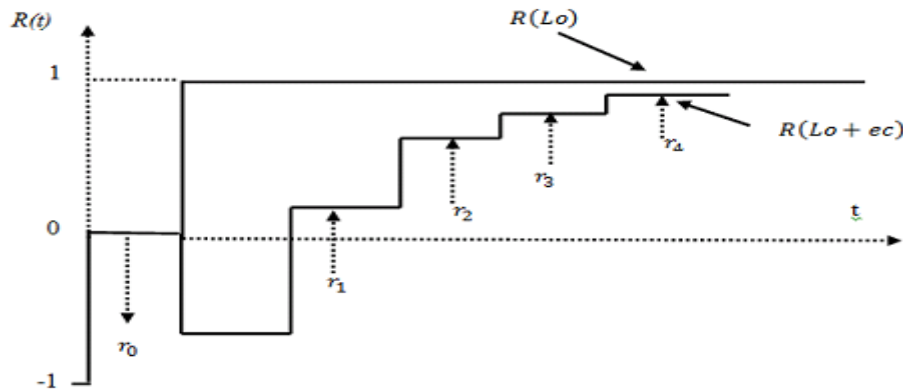 R(t)
R(Lo)
1
R(Lo + ec)
r₄
r₃
r₂
t
0
r₁
r₀
-1